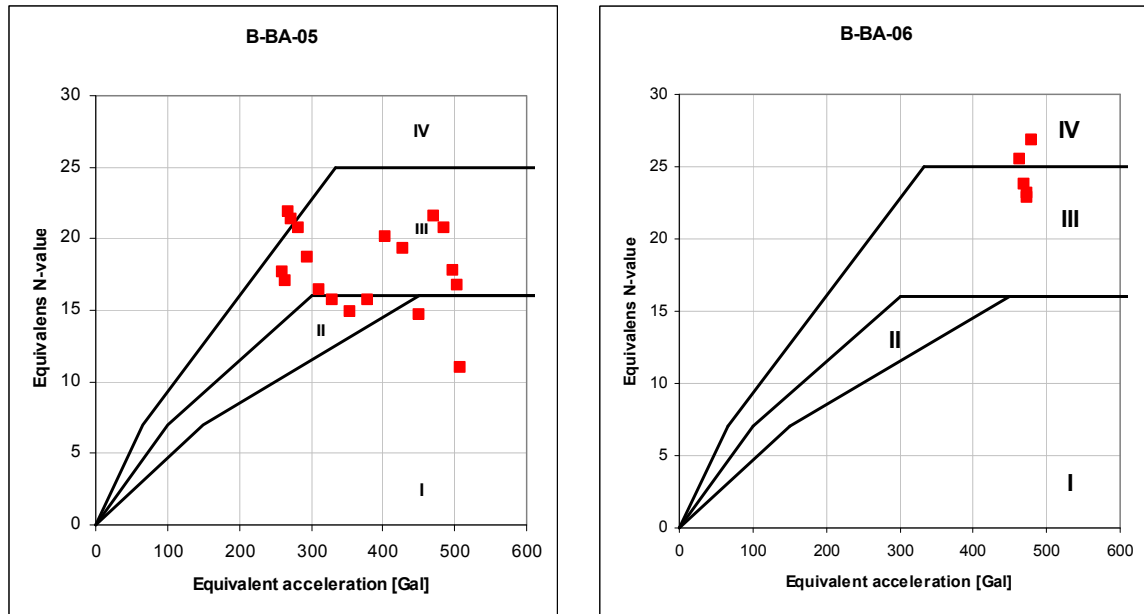 B-BA-05
30
25
20
15
10
5
0
Equivalens N-value
IV
III
II
I
0 100 200 300 400 500 600
Equivalent acceleration [Gal]
B-BA-06
30
25
20
15
10
5
0
Equivalens N-value
IV
III
II
I
0 100 200 300 400 500 600
Equivalent acceleration [Gal]